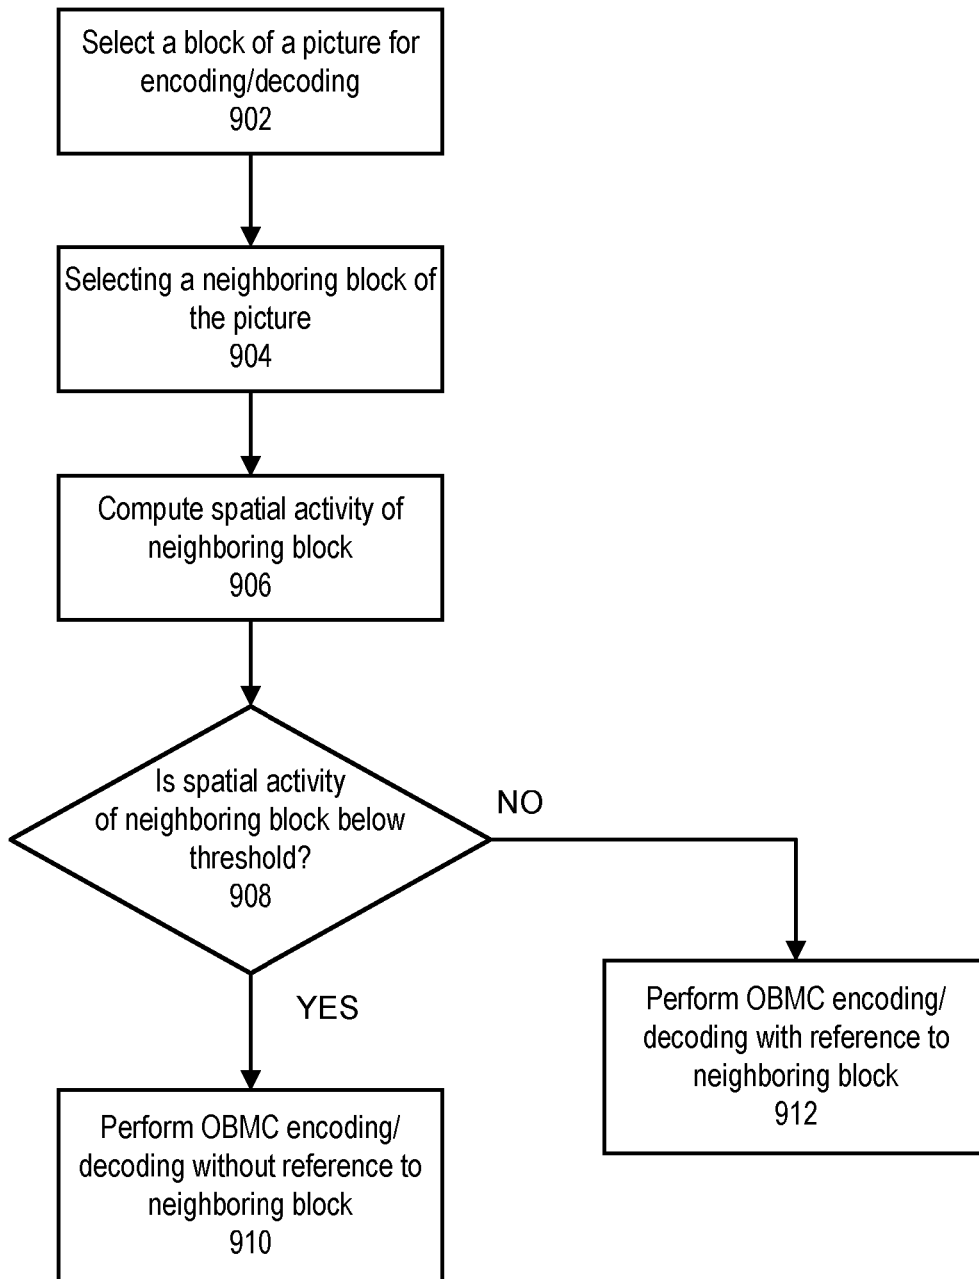 Select a block of a picture for
encoding/decoding
902
Selecting a neighboring block of
the picture
904
Compute spatial activity of
neighboring block
906
Is spatial activity
of neighboring block below
threshold?
908
NO
YES
Perform OBMC encoding/
decoding with reference to
neighboring block
912
Perform OBMC encoding/
decoding without reference to
neighboring block
910